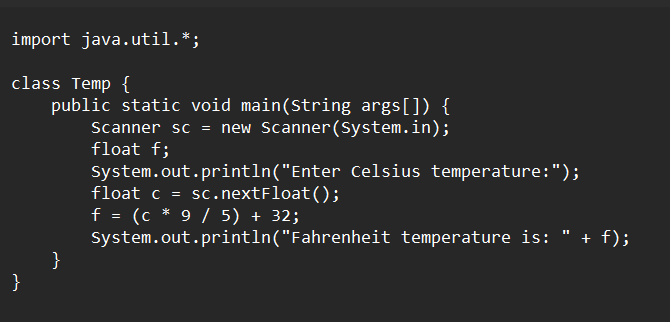 import java.util.*;

class Temp {
    public static void main(String args[]) {
        Scanner sc = new Scanner(System.in);
        float f;
        System.out.println("Enter Celsius temperature:");
        float c = sc.nextFloat();
        f = (c * 9 / 5) + 32;
        System.out.println("Fahrenheit temperature is: " + f);
    }
}